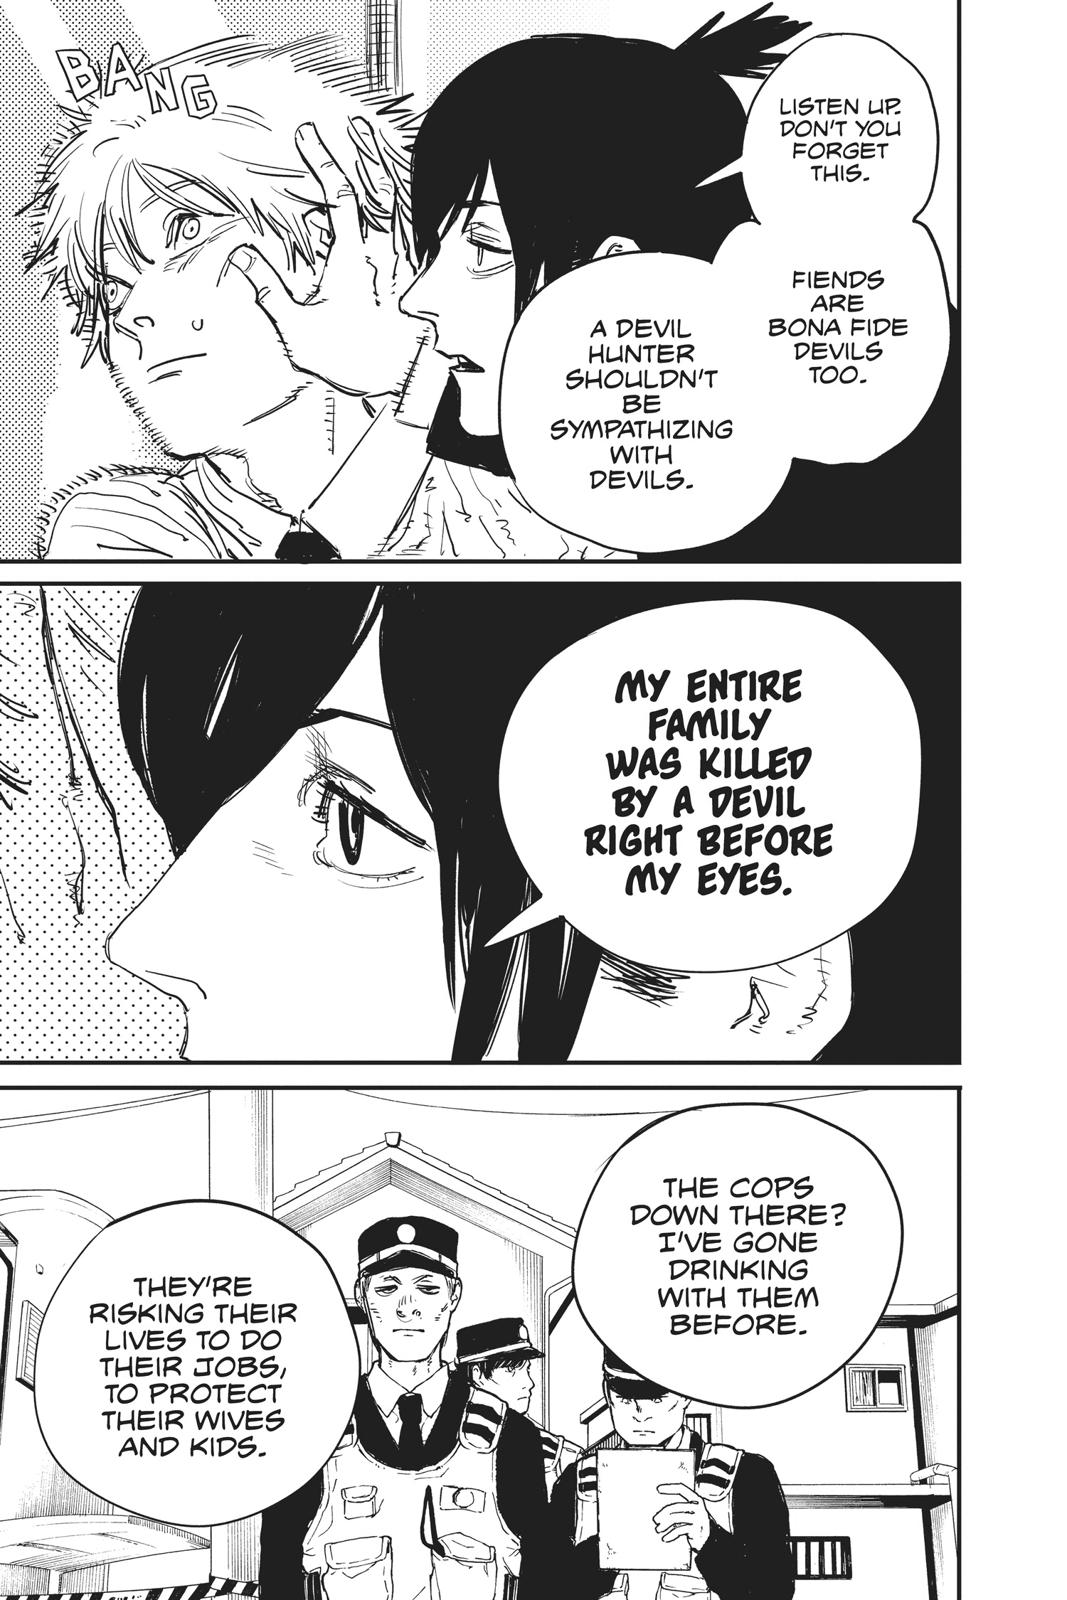 BANG
LISTEN UP.
DON'T YOU
FORGET
THIS.
FIENDS
ARE
BONA FIDE
DEVILS
TOO.
A DEVIL
HUNTER
SHOULDN'T
BE
SYMPATHIZING
WITH
DEVILS.
MY ENTIRE
FAMILY
WAS KILLED
BY A DEVIL
RIGHT BEFORE
MY EYES.
THE COPS
DOWN THERE?
I'VE GONE
DRINKING
WITH THEM
BEFORE.
THEY'RE
RISKING THEIR
LIVES TO DO
THEIR JOBS,
TO PROTECT
THEIR WIVES
AND KIDS.